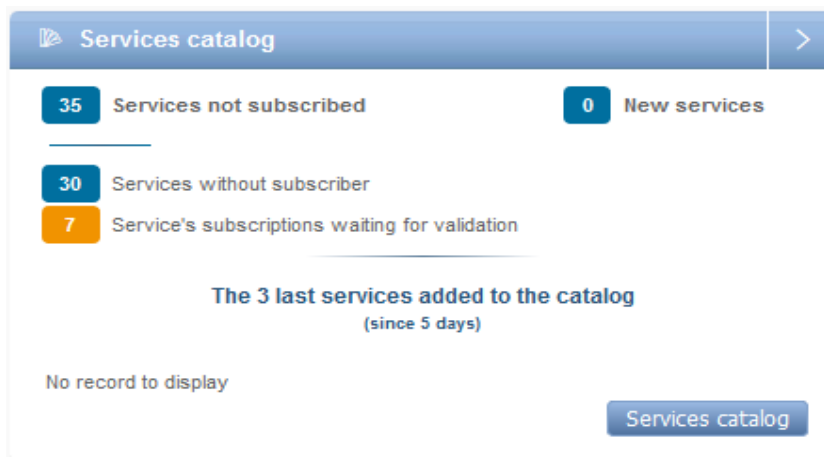 Services catalog
35 Services not subscribed 0 New services
30 Services without subscriber
7 Service's subscriptions waiting for validation
The 3 last services added to the catalog
(since 5 days)
No record to display
Services catalog